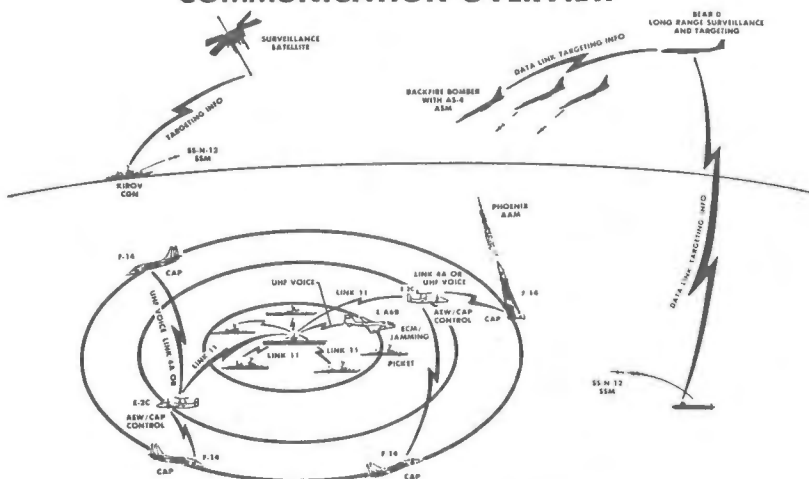 COMMUNICATION OVERVIEW
SURVEILLANCE
SATELLITE
BEAR D
LONG RANGE SURVEILLANCE
AND TARGETING
DATA LINK TARGETING INFO
BACKFIRE BOMBER
WITH AS-4
ASM
TARGETING INFO
SS-N-12
SSM
KIROV
CGN
DATA LINK TARGETING INFO
PHOENIX
AAM
F-14
CAP
LINK 4A OR
UHF VOICE
UHF VOICE
LINK 11
E-2C
F-14
CAP
AEW/CAP
CONTROL
EA6B
ECM/
JAMMING
UHF VOICE LINK 4A OR
LINK 11
LINK 11
LINK 11
PICKET
SS-N-12
SSM
E-2C
AEW/CAP
CONTROL
F-14
CAP
F-14
CAP